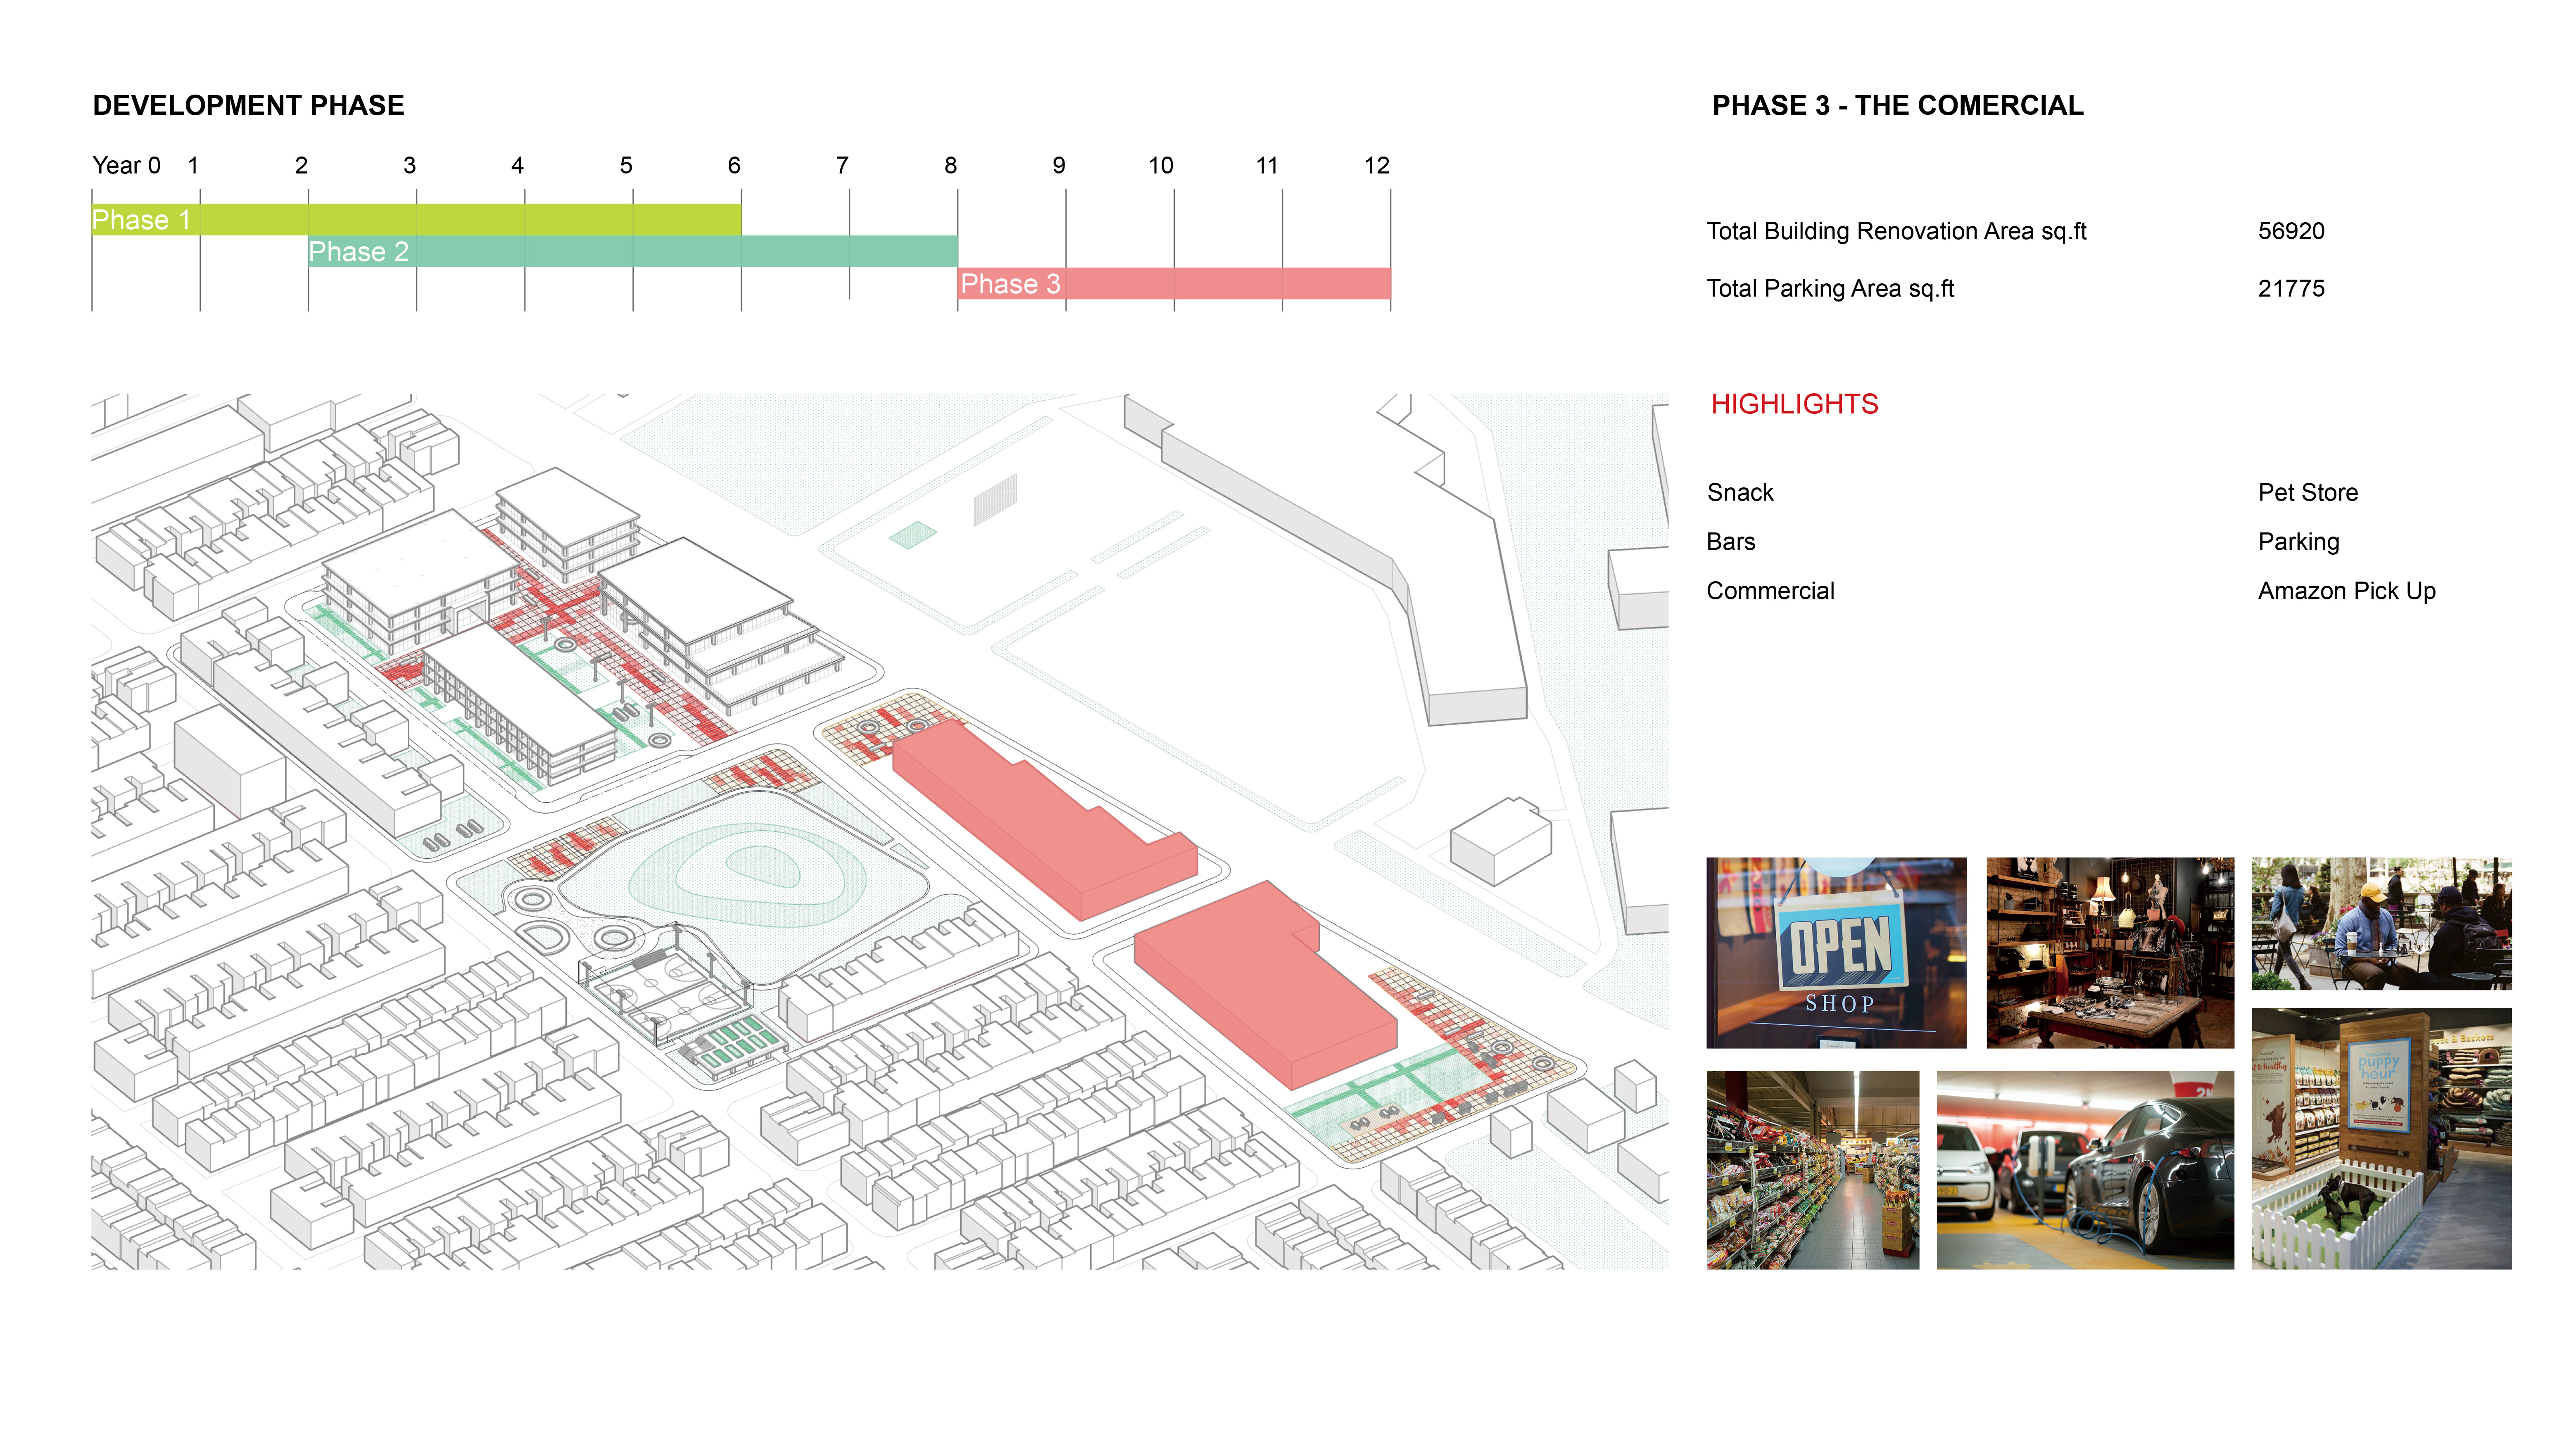 DEVELOPMENT PHASE
Year 0 1 2 3 4 5 6 7 8 9 10 11 12
Phase 1
Phase 2
Phase 3
PHASE 3 - THE COMERCIAL
Total Building Renovation Area sq.ft 56920
Total Parking Area sq.ft 21775
HIGHLIGHTS
Snack Pet Store
Bars Parking
Commercial Amazon Pick Up
OPEN
SHOP
puppy
hour
& Baskets
& Healthy